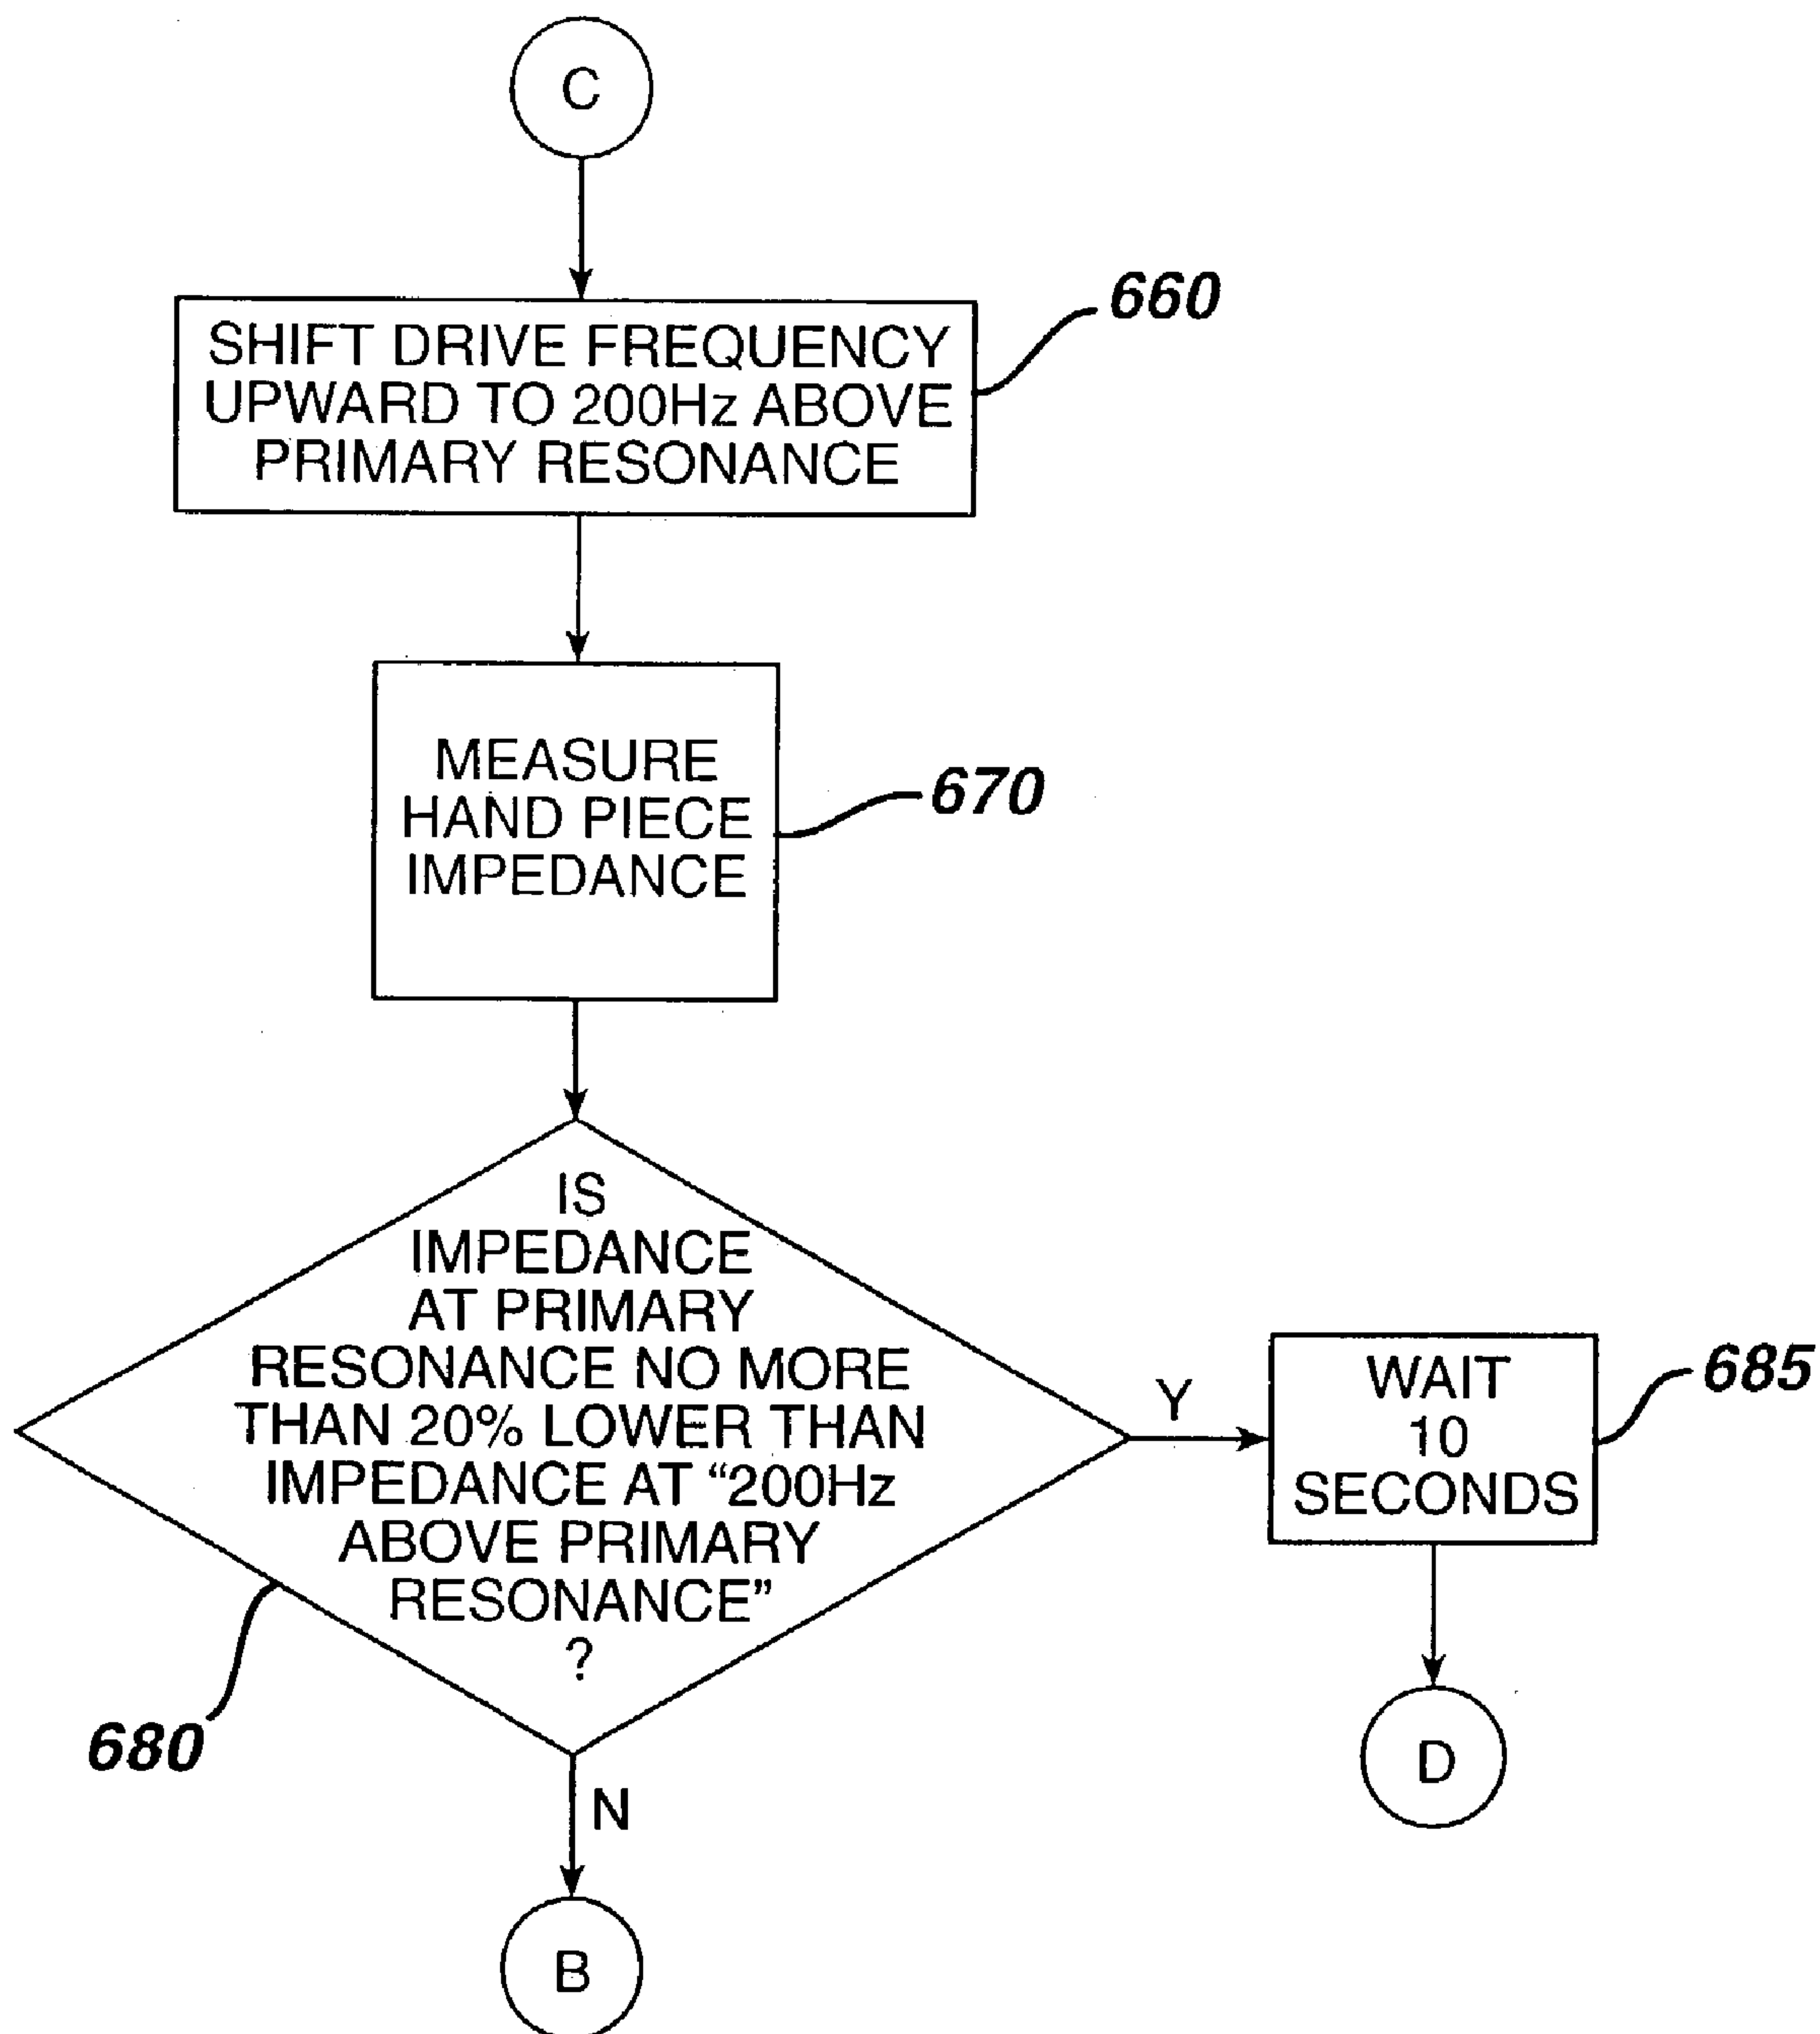 C
SHIFT DRIVE FREQUENCY
UPWARD TO 200Hz ABOVE
PRIMARY RESONANCE
660
MEASURE
HAND PIECE
IMPEDANCE
670
IS
IMPEDANCE
AT PRIMARY
RESONANCE NO MORE
THAN 20% LOWER THAN
IMPEDANCE AT “200Hz
ABOVE PRIMARY
RESONANCE”
?
680
Y
WAIT
10
SECONDS
685
D
N
B